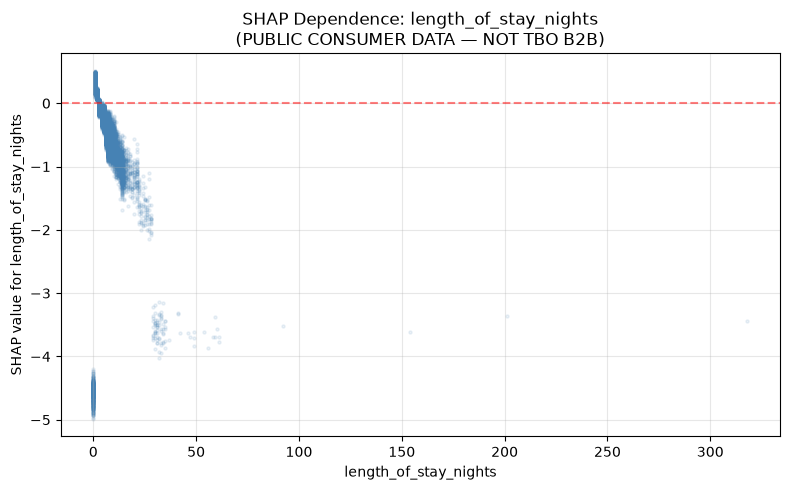 SHAP Dependence: length_of_stay_nights
(PUBLIC CONSUMER DATA — NOT TBO B2B)
SHAP value for length_of_stay_nights
0
−1
−2
−3
−4
−5
0 50 100 150 200 250 300
length_of_stay_nights